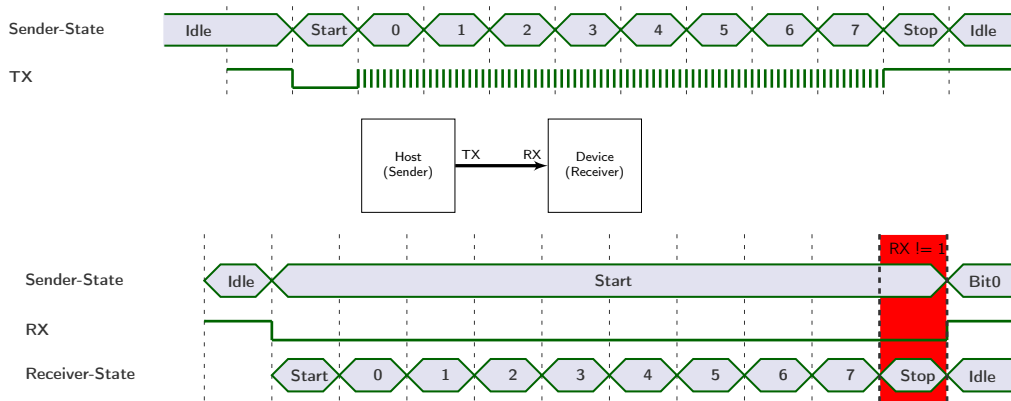 Sender-State Idle Start 0 1 2 3 4 5 6 7 Stop Idle
TX
Host
(Sender)
TX RX
Device
(Receiver)
RX != 1
Sender-State Idle Start Bit0
RX
Receiver-State Start 0 1 2 3 4 5 6 7 Stop Idle